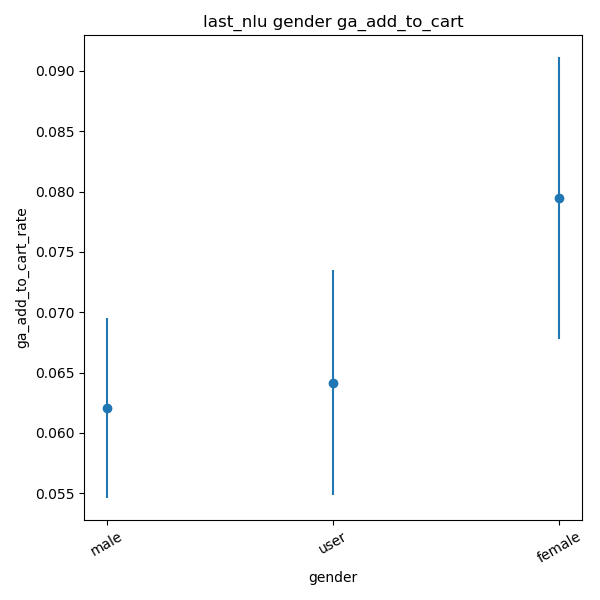 last_nlu gender ga_add_to_cart
ga_add_to_cart_rate
0.090
0.085
0.080
0.075
0.070
0.065
0.060
0.055
male
user
female
gender